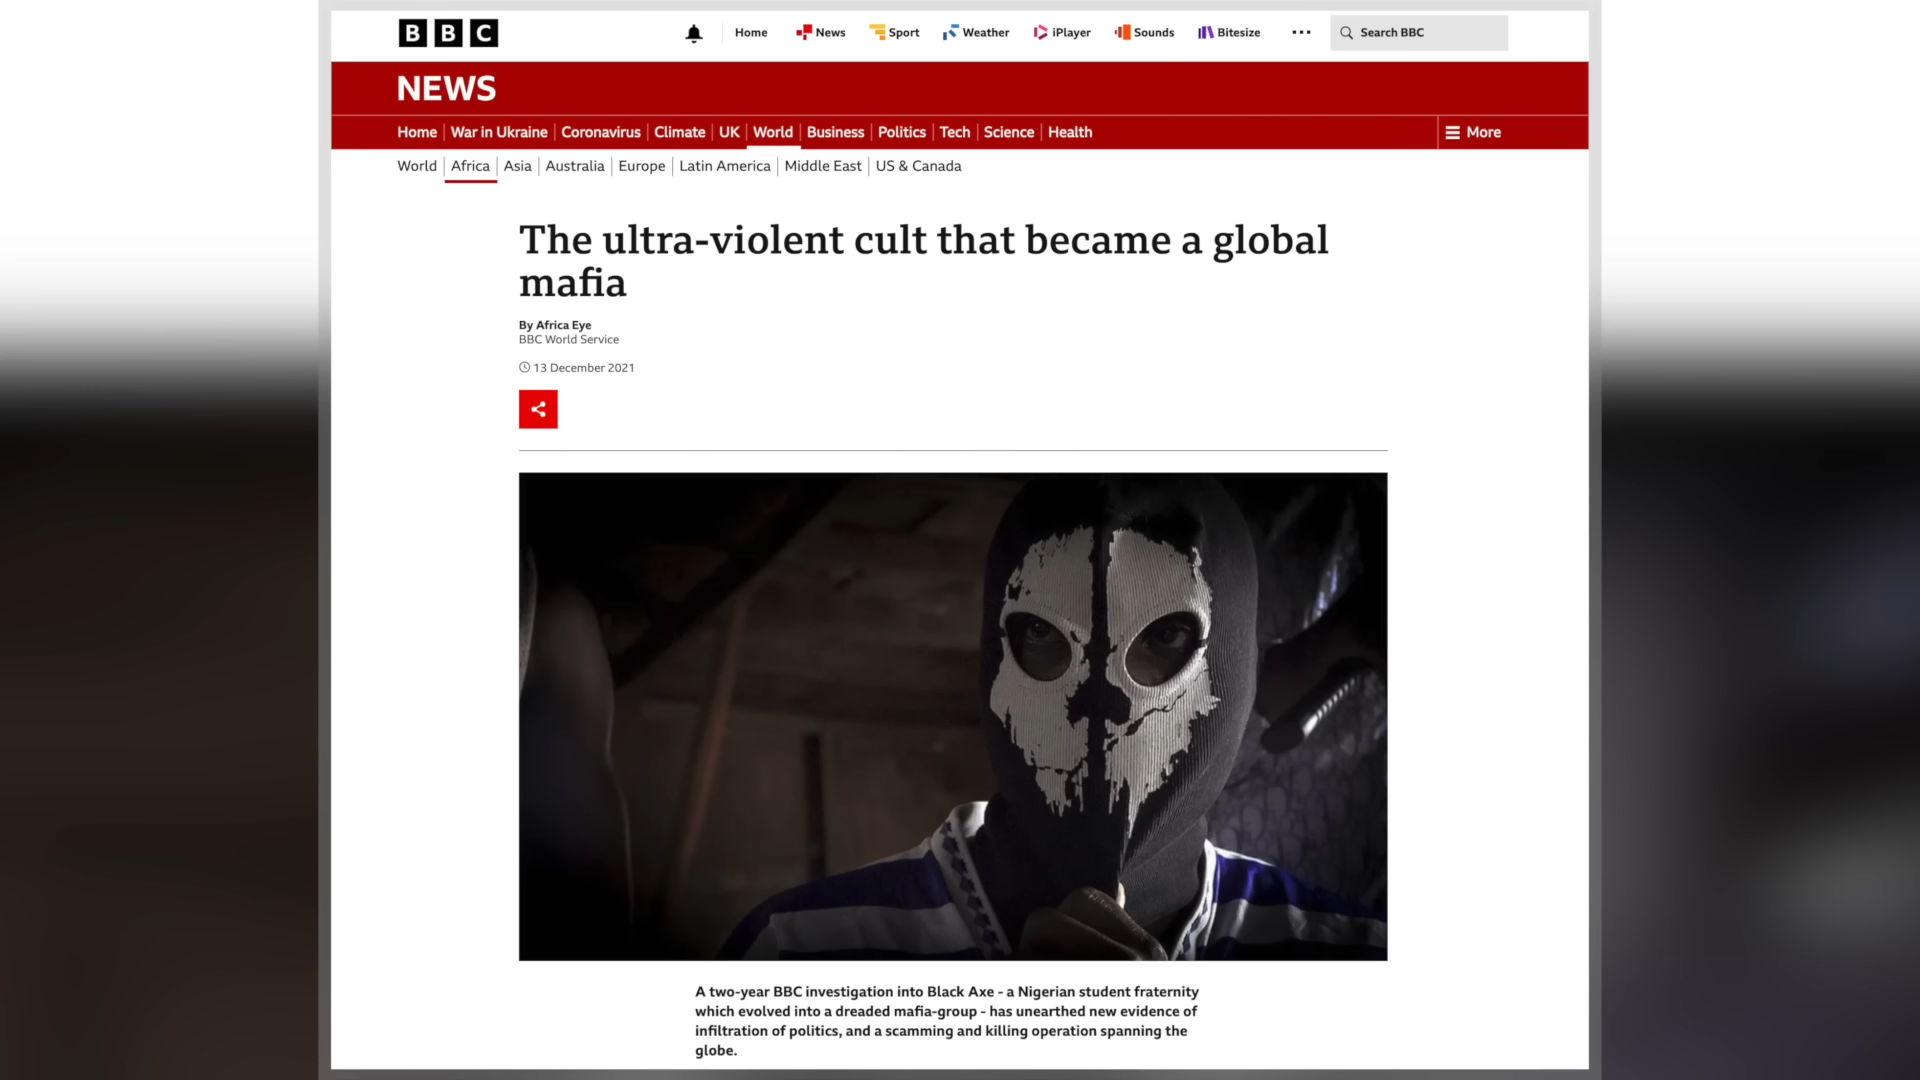 BBC
Home News Sport Weather iPlayer Sounds Bitesize ... Search BBC
NEWS
Home War in Ukraine Coronavirus Climate UK World Business Politics Tech Science Health More
World Africa Asia Australia Europe Latin America Middle East US & Canada
The ultra-violent cult that became a global
mafia
By Africa Eye
BBC World Service
13 December 2021
A two-year BBC investigation into Black Axe - a Nigerian student fraternity
which evolved into a dreaded mafia-group - has unearthed new evidence of
infiltration of politics, and a scamming and killing operation spanning the
globe.